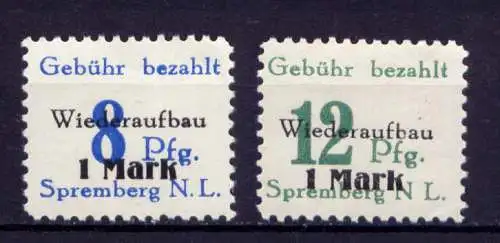 Gebühr bezahlt
Wiederaufbau
8 Pfg.
1 Mark
Spremberg N.L.
Gebühr bezahlt
Wiederaufbau
12 Pfg.
1 Mark
Spremberg N.L.